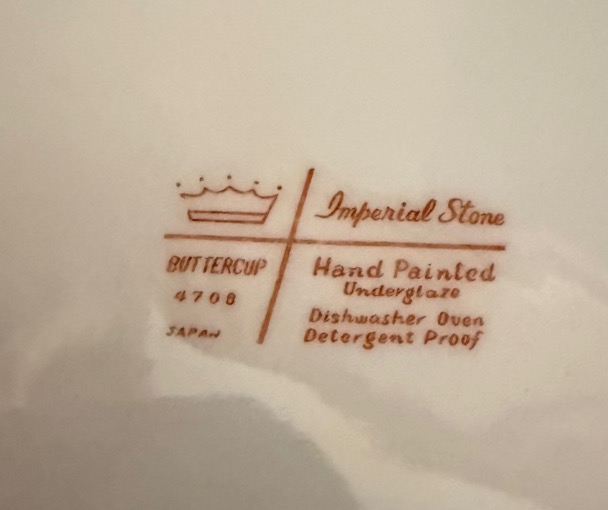 Imperial Stone
BUTTERCUP
4708
JAPAN
Hand Painted
Underglaze
Dishwasher Oven
Detergent Proof